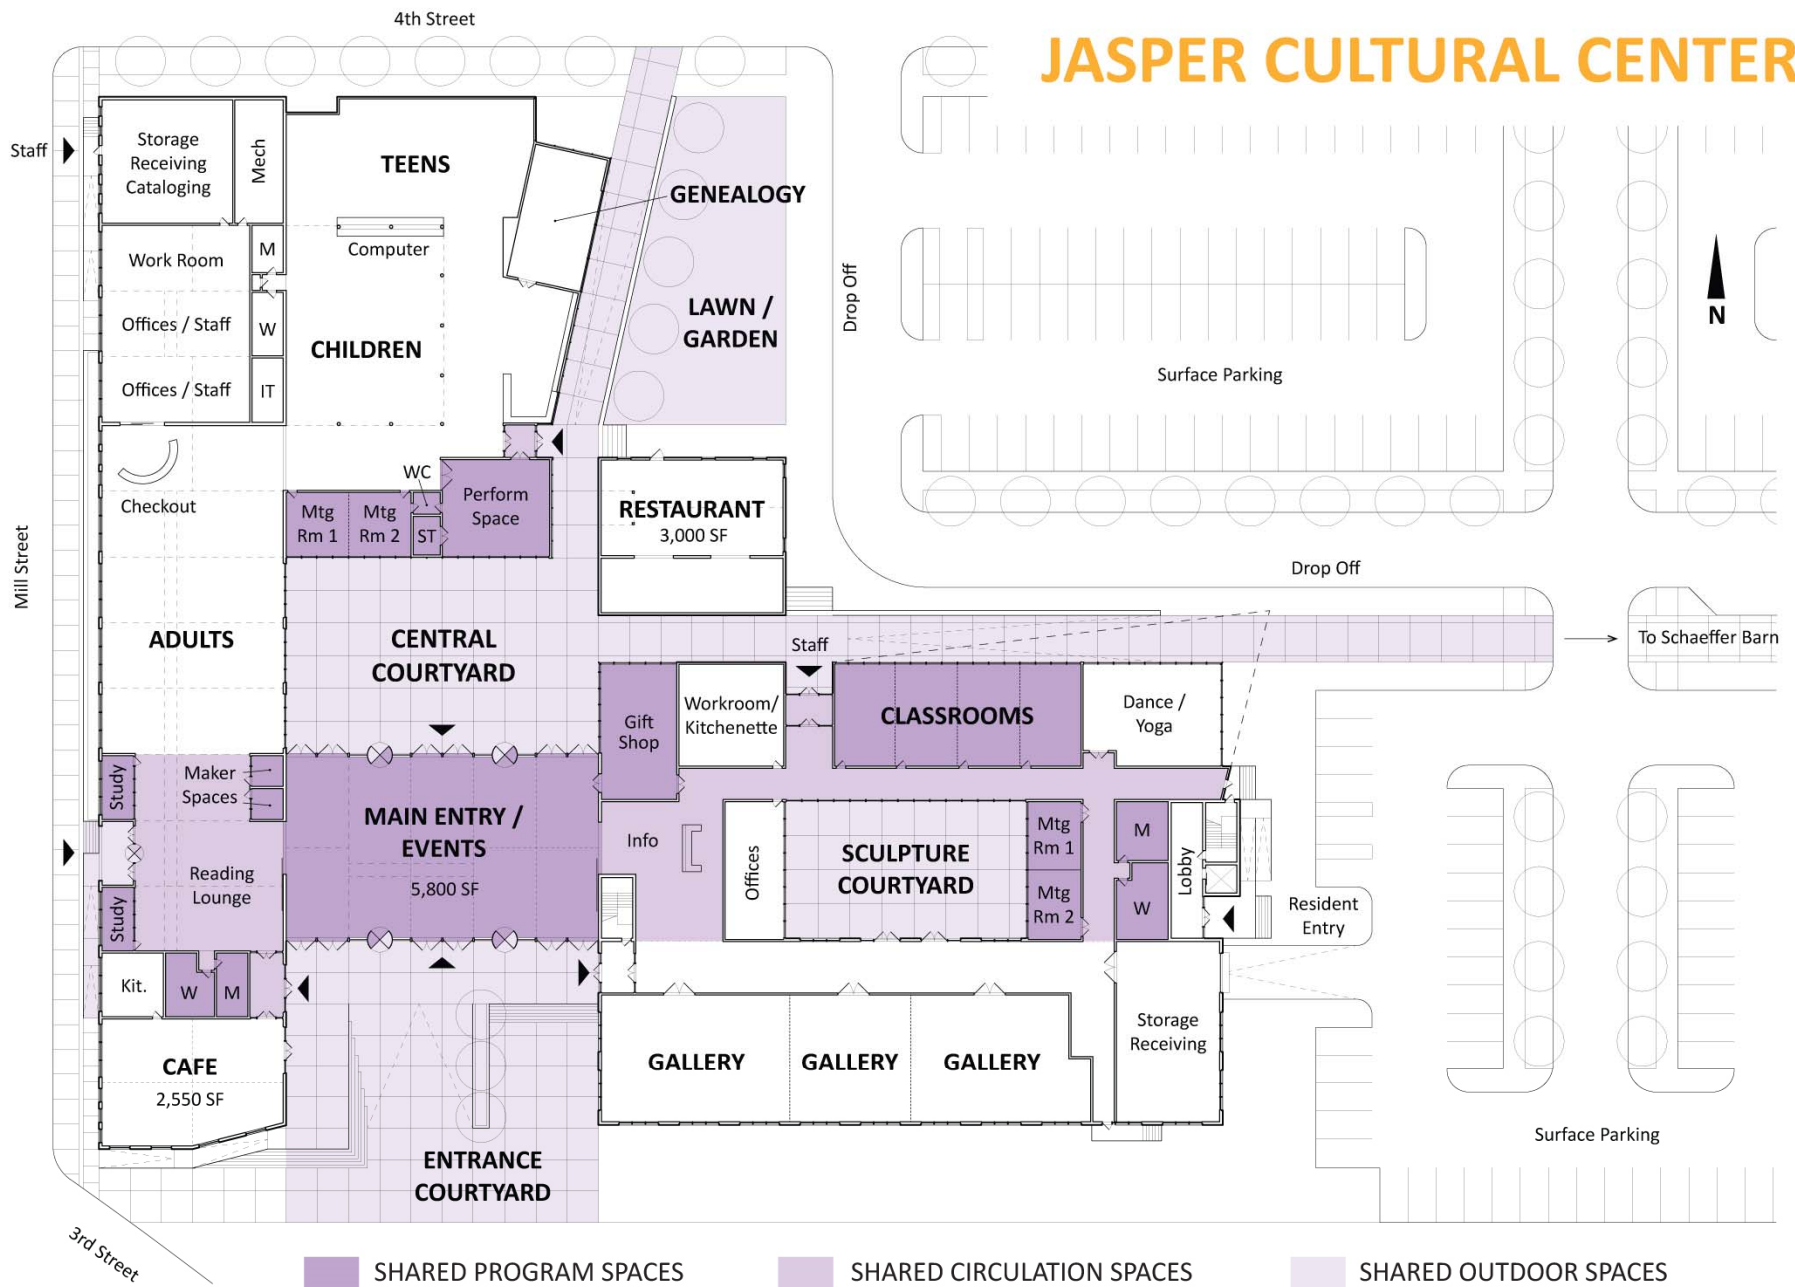 4th Street
JASPER CULTURAL CENTER
Staff
Storage
Receiving
Cataloging
Mech
TEENS
GENEALOGY
Work Room
M
Computer
Offices / Staff
W
CHILDREN
LAWN /
GARDEN
Drop Off
N
Surface Parking
Offices / Staff
IT
Checkout
WC
Mtg
Rm 1
Mtg
Rm 2
ST
Perform
Space
RESTAURANT
3,000 SF
Mill Street
Drop Off
ADULTS
CENTRAL
COURTYARD
Staff
To Schaeffer Barn
Gift
Shop
Workroom/
Kitchenette
CLASSROOMS
Dance /
Yoga
Study
Maker
Spaces
MAIN ENTRY /
EVENTS
5,800 SF
Info
Offices
SCULPTURE
COURTYARD
Mtg
Rm 1
Mtg
Rm 2
M
W
Lobby
Reading
Lounge
Study
Resident
Entry
Kit.
W
M
CAFE
2,550 SF
GALLERY
GALLERY
GALLERY
Storage
Receiving
Surface Parking
ENTRANCE
COURTYARD
3rd Street
SHARED PROGRAM SPACES
SHARED CIRCULATION SPACES
SHARED OUTDOOR SPACES